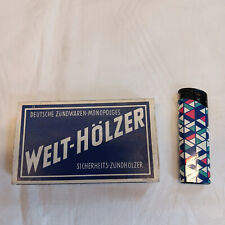 DEUTSCHE ZÜNDWAREN-MONOPOLGES
WELT-HÖLZER
SICHERHEITS-ZÜNDHÖLZER